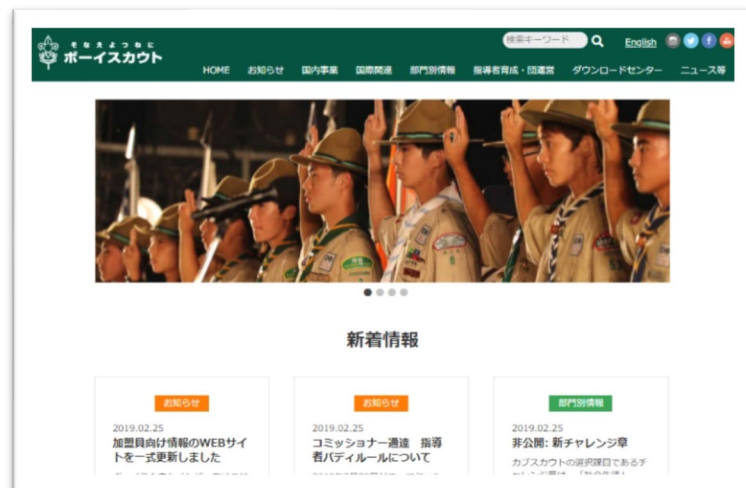 検索キーワード
English
そなえよつねに
ボーイスカウト
HOME お知らせ 国内事業 国際関連 部門別情報 指導者育成・団運営 ダウンロードセンター ニュース等
新着情報
お知らせ
2019.02.25
加盟員向け情報のWEBサイ
トを一式更新しました
お知らせ
2019.02.25
コミッショナー通達 指導
者バディルールについて
部門別情報
2019.02.25
非公開: 新チャレンジ章
カブスカウトの選択課目であるチ